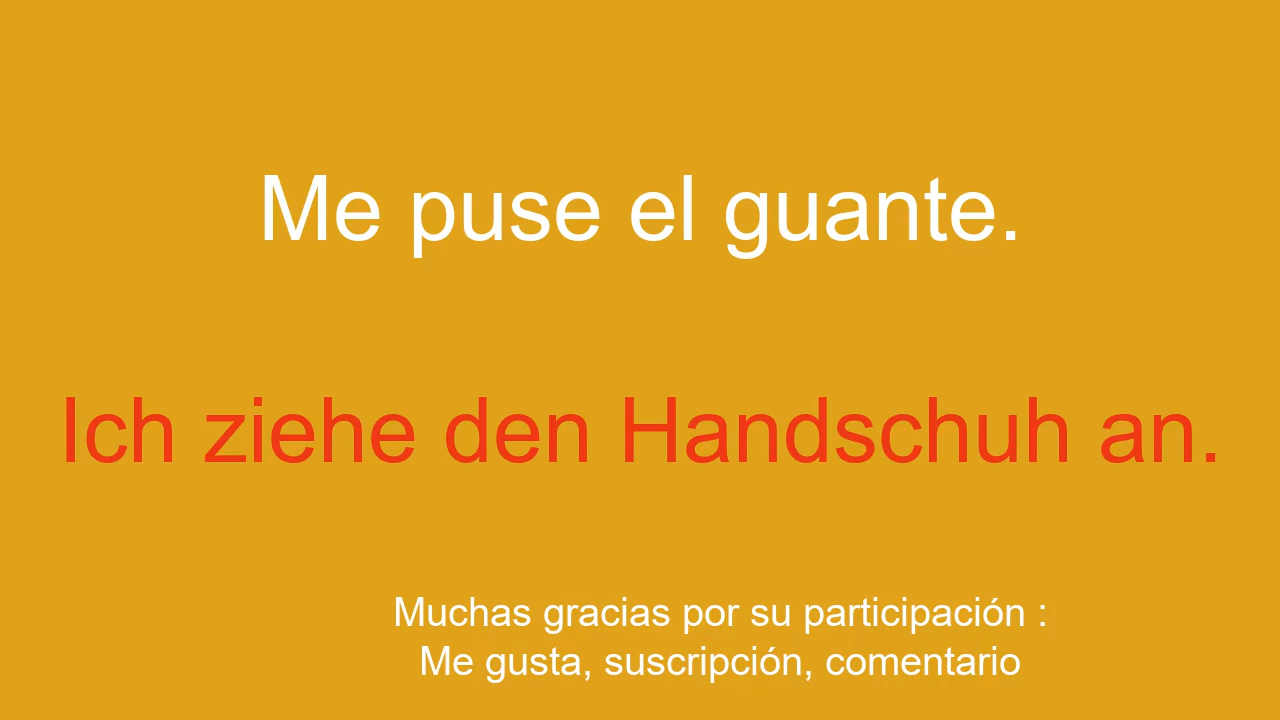 Me puse el guante.
Ich ziehe den Handschuh an.
Muchas gracias por su participación :
Me gusta, suscripción, comentario